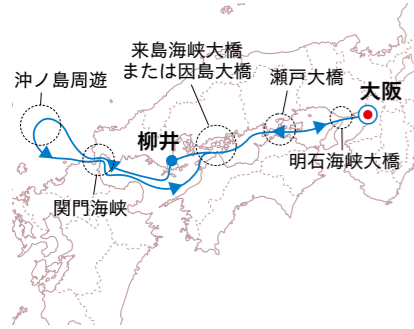 来島海峡大橋
または因島大橋
沖ノ島周遊
瀬戸大橋
大阪
柳井
明石海峡大橋
関門海峡